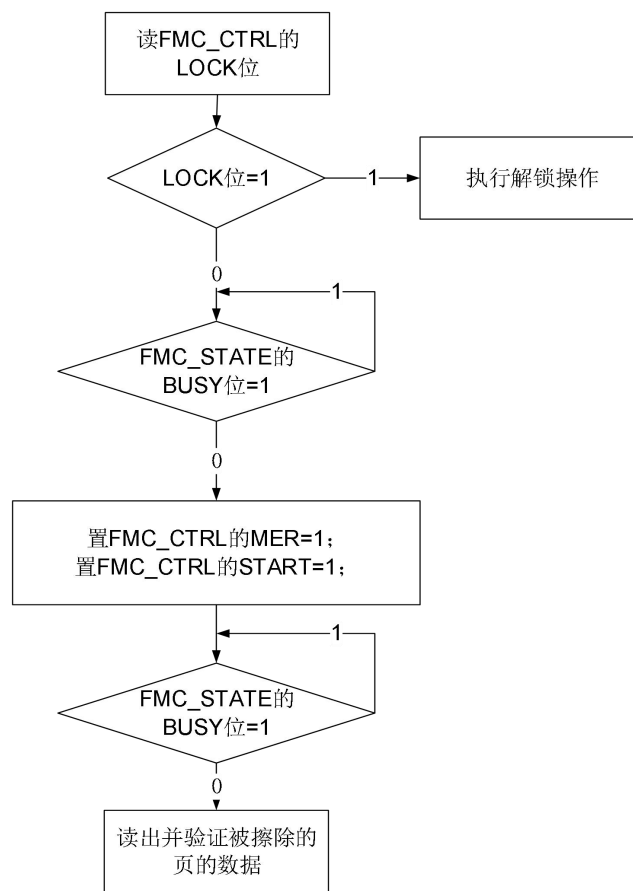 读FMC_CTRL的
LOCK位
LOCK位=1
1
执行解锁操作
0
1
FMC_STATE的
BUSY位=1
0
置FMC_CTRL的MER=1;
置FMC_CTRL的START=1;
1
FMC_STATE的
BUSY位=1
0
读出并验证被擦除的
页的数据